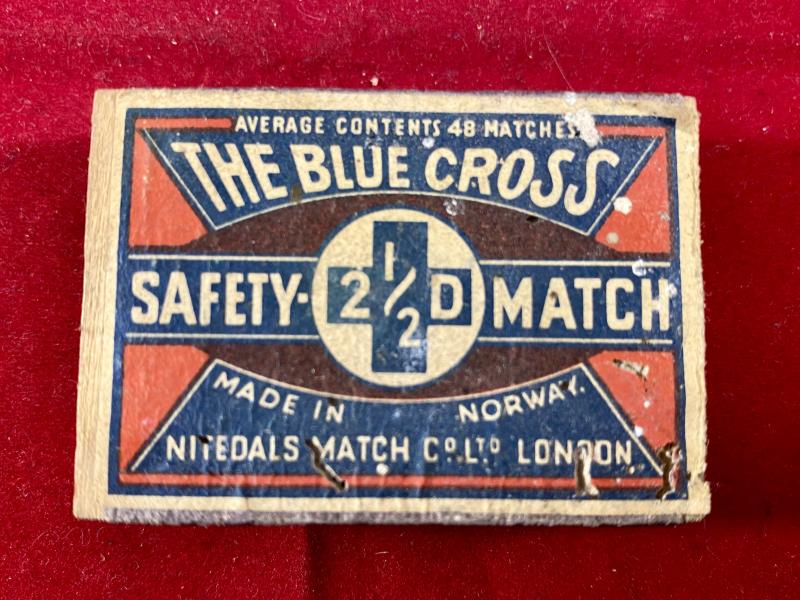 AVERAGE CONTENTS 48 MATCHES
THE BLUE CROSS
SAFETY- 2 1/2 D MATCH
MADE IN NORWAY.
NITEDALS MATCH Cº. LTD LONDON